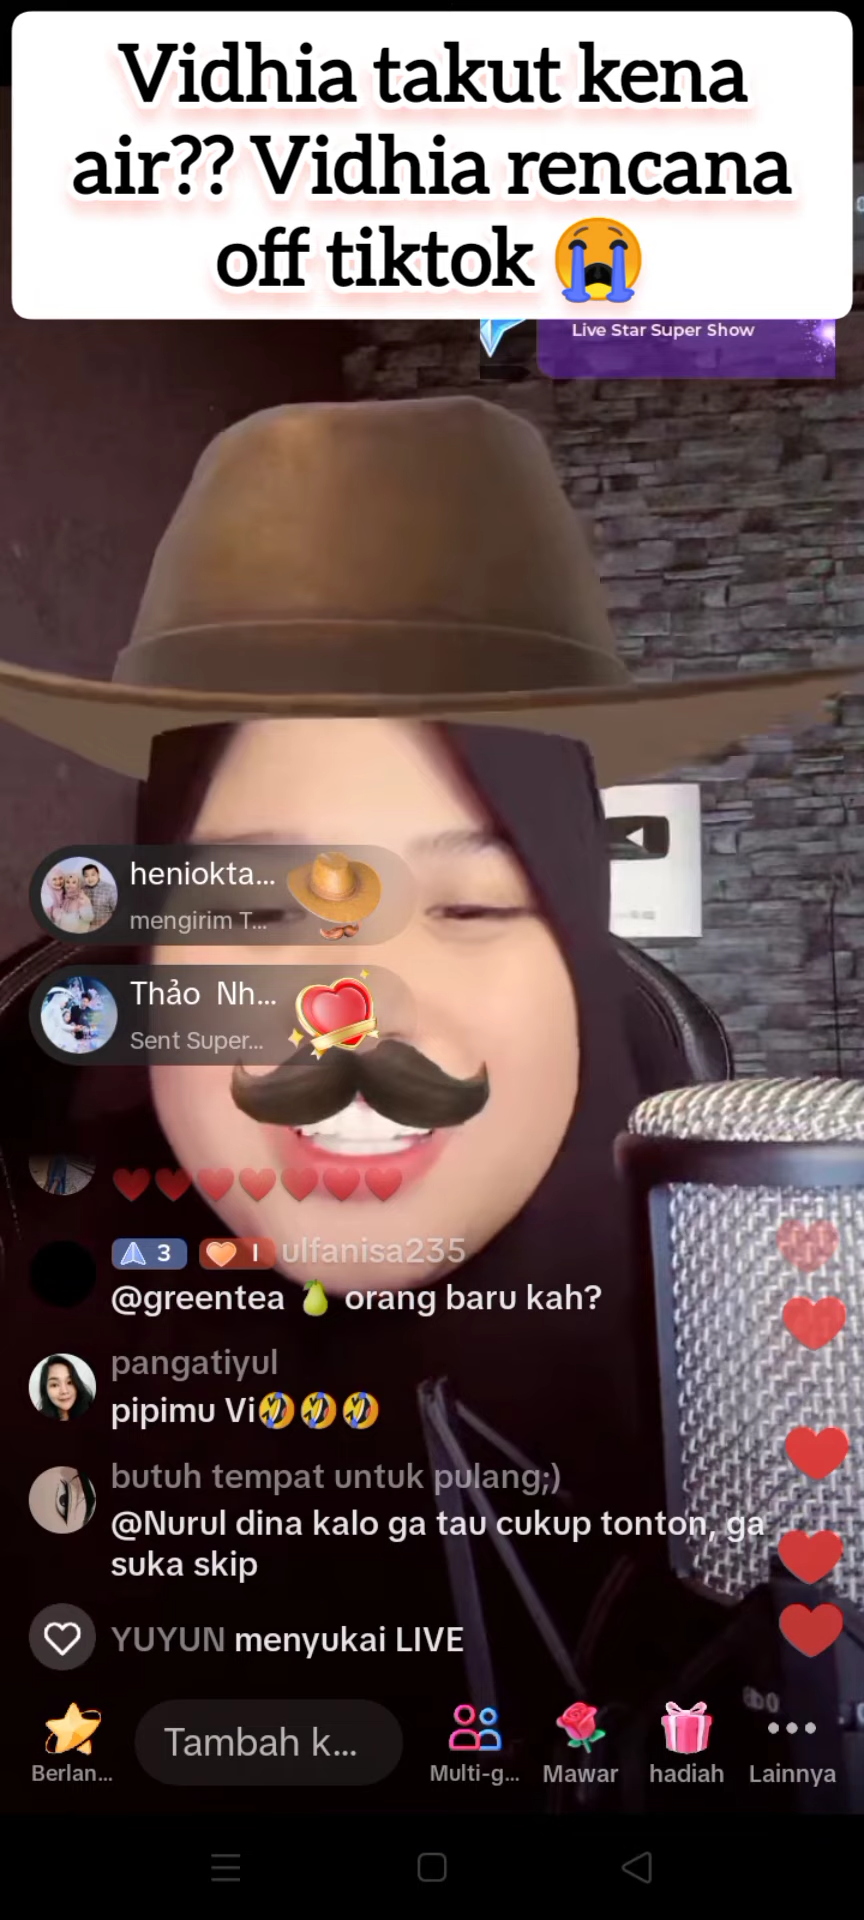 Vidhia takut kena
air?? Vidhia rencana
off tiktok 😭
Live Star Super Show
heniokta...
mengirim T...
Thảo Nh...
Sent Super...
❤️❤️❤️❤️❤️❤️❤️
3 I ulfanisa235
@greentea 🍐 orang baru kah?
pangatiyul
pipimu Vi🤣🤣🤣
butuh tempat untuk pulang;)
@Nurul dina kalo ga tau cukup tonton, ga
suka skip
YUYUN menyukai LIVE
Tambah k...
Berlan...
Multi-g...
Mawar
hadiah
Lainnya